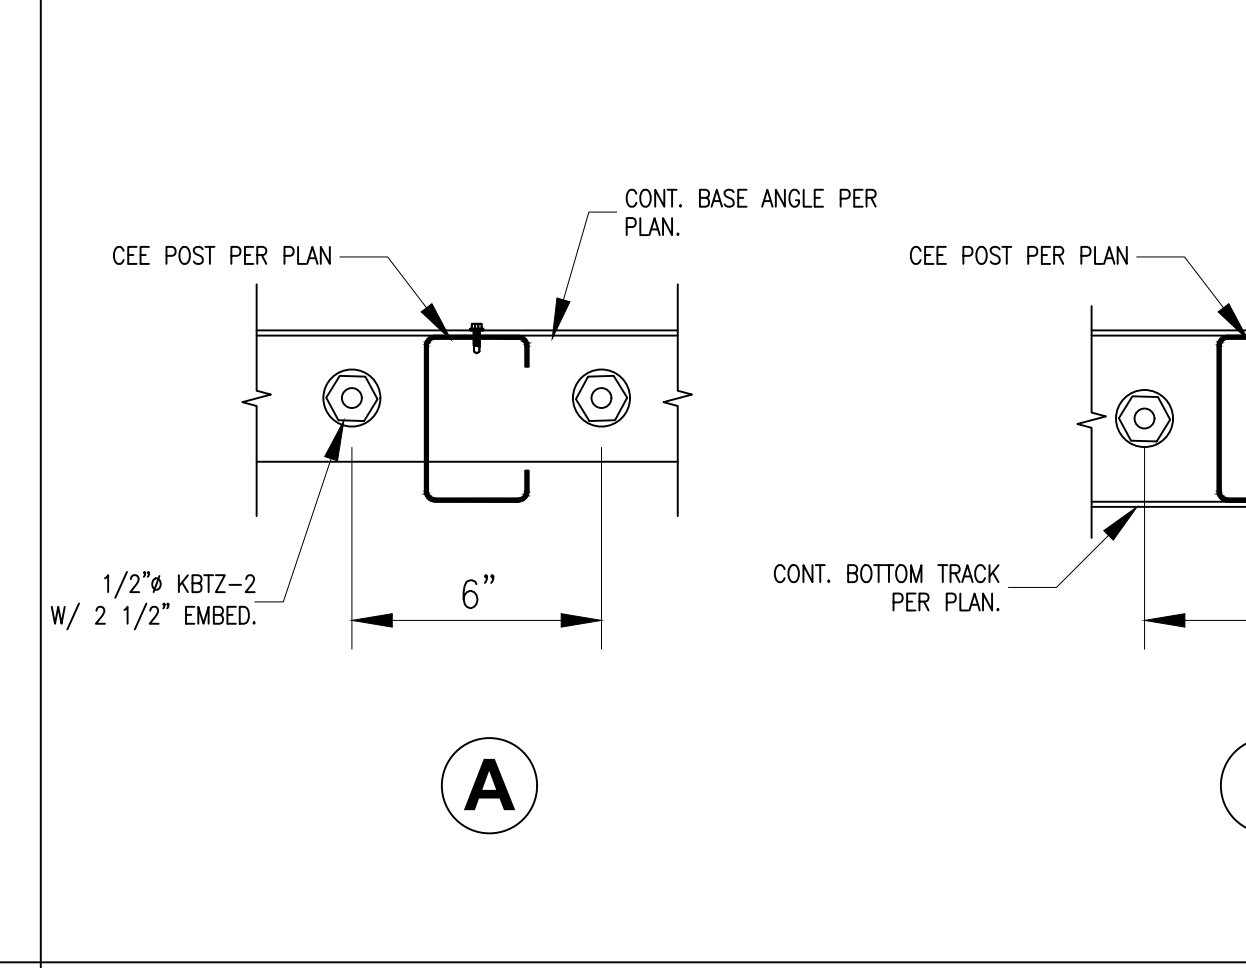 CONT. BASE ANGLE PER
PLAN.
CEE POST PER PLAN
1/2"ø KBTZ-2
W/ 2 1/2" EMBED.
6"
A
CEE POST PER PLAN
CONT. BOTTOM TRACK
PER PLAN.